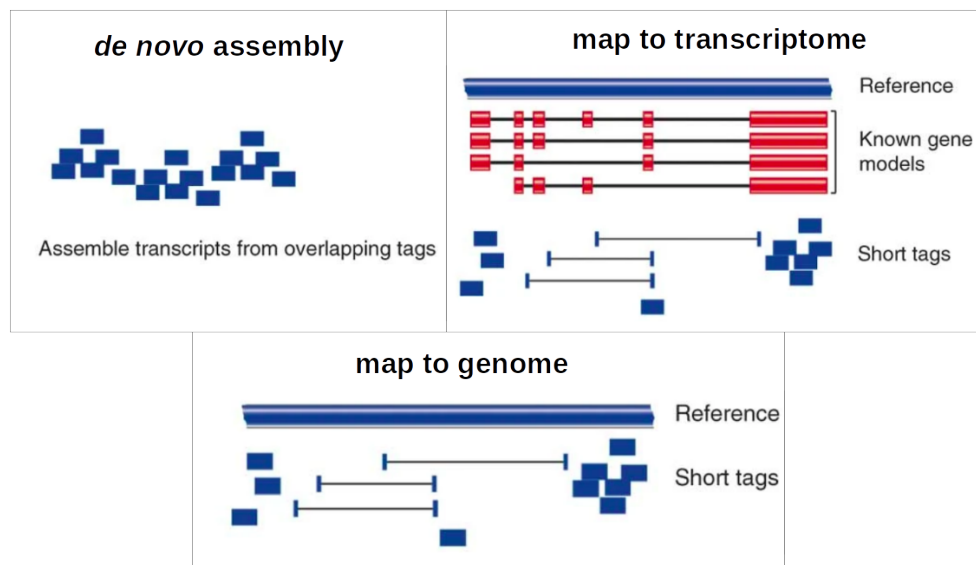 de novo assembly
Assemble transcripts from overlapping tags
map to transcriptome
Reference
Known gene
models
Short tags
map to genome
Reference
Short tags